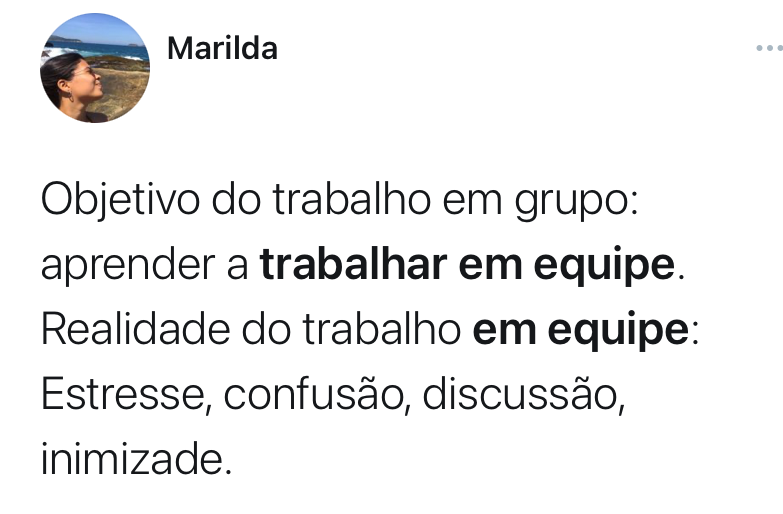 Marilda
Objetivo do trabalho em grupo:
aprender a trabalhar em equipe.
Realidade do trabalho em equipe:
Estresse, confusão, discussão,
inimizade.